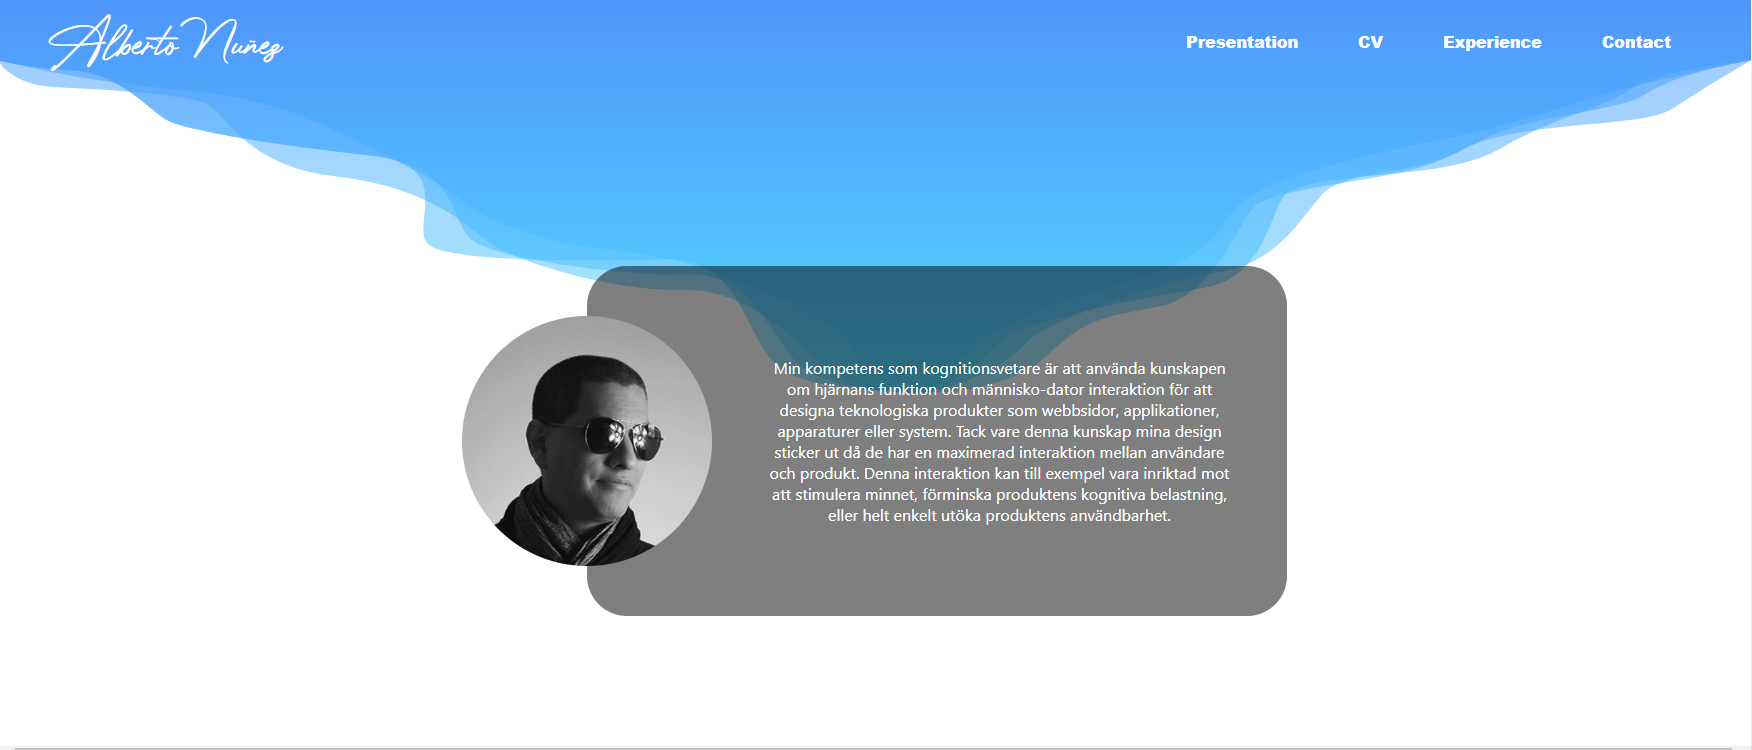 Alberto Nuñez
Presentation CV Experience Contact
Min kompetens som kognitionsvetare är att använda kunskapen
om hjärnans funktion och människo-dator interaktion för att
designa teknologiska produkter som webbsidor, applikationer,
apparaturer eller system. Tack vare denna kunskap mina design
sticker ut då de har en maximerad interaktion mellan användare
och produkt. Denna interaktion kan till exempel vara inriktad mot
att stimulera minnet, förminska produktens kognitiva belastning,
eller helt enkelt utöka produktens användbarhet.